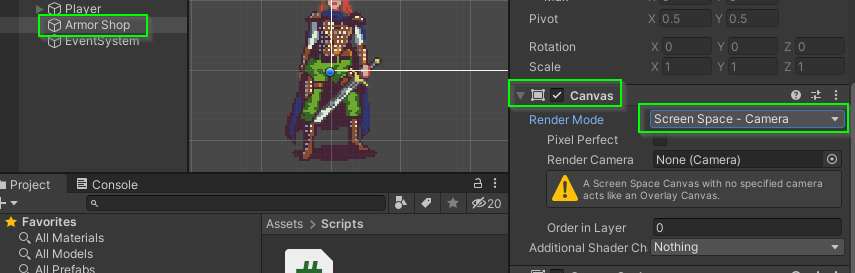 Player
Armor Shop
EventSystem
Pivot X 0.5 Y 0.5
Rotation X 0 Y 0 Z 0
Scale X 1 Y 1 Z 1
Canvas
Render Mode Screen Space - Camera
Pixel Perfect
Render Camera None (Camera)
A Screen Space Canvas with no specified camera
acts like an Overlay Canvas.
Order in Layer 0
Additional Shader Ch Nothing
Project Console
20
Favorites
All Materials
All Models
All Prefabs
Assets > Scripts
#